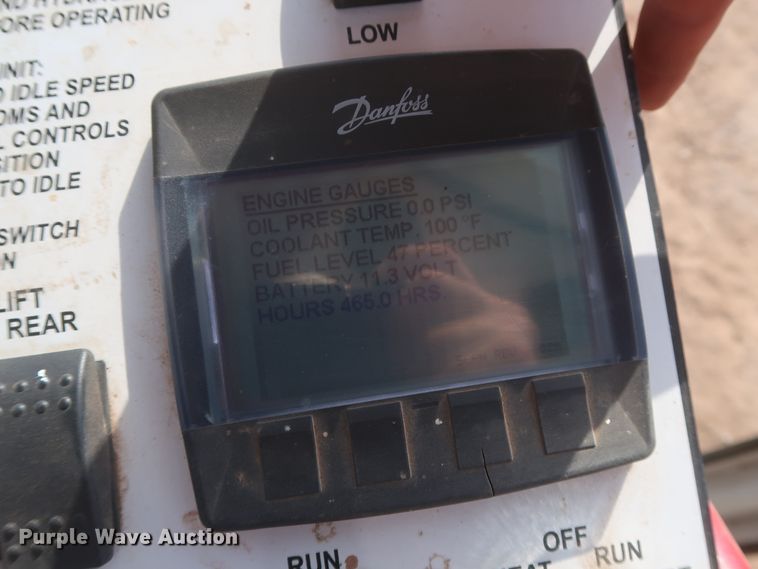 ORE OPERATING
LOW
INIT:
IDLE SPEED
OMS AND
CONTROLS
SITION
TO IDLE
SWITCH
LIFT
REAR
Danfoss
ENGINE GAUGES
OIL PRESSURE 0.0 PSI
COOLANT TEMP. 100 °F
FUEL LEVEL 47 PERCENT
BATTERY 11.3 VOLT
HOURS 465.0 HRS.
Purple Wave Auction
RUN
OFF
RUN